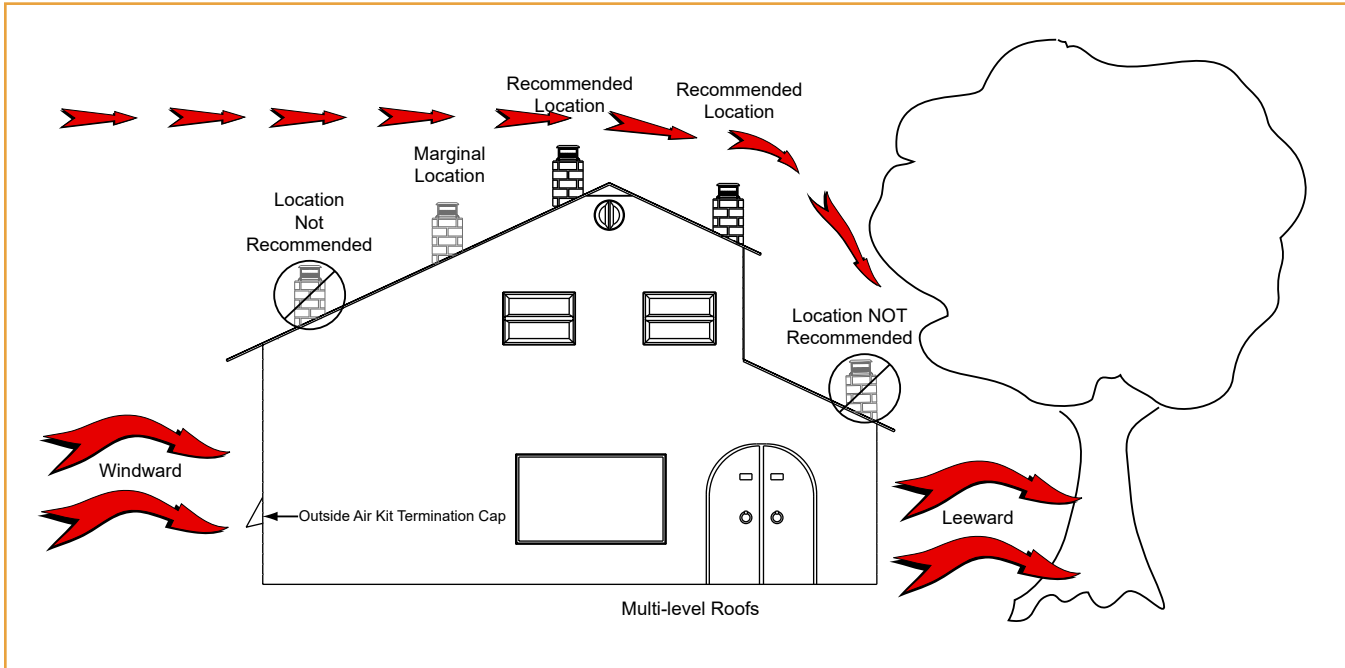 Recommended
Location
Recommended
Location
Marginal
Location
Location
Not
Recommended
Location NOT
Recommended
Windward
Outside Air Kit Termination Cap
Leeward
Multi-level Roofs